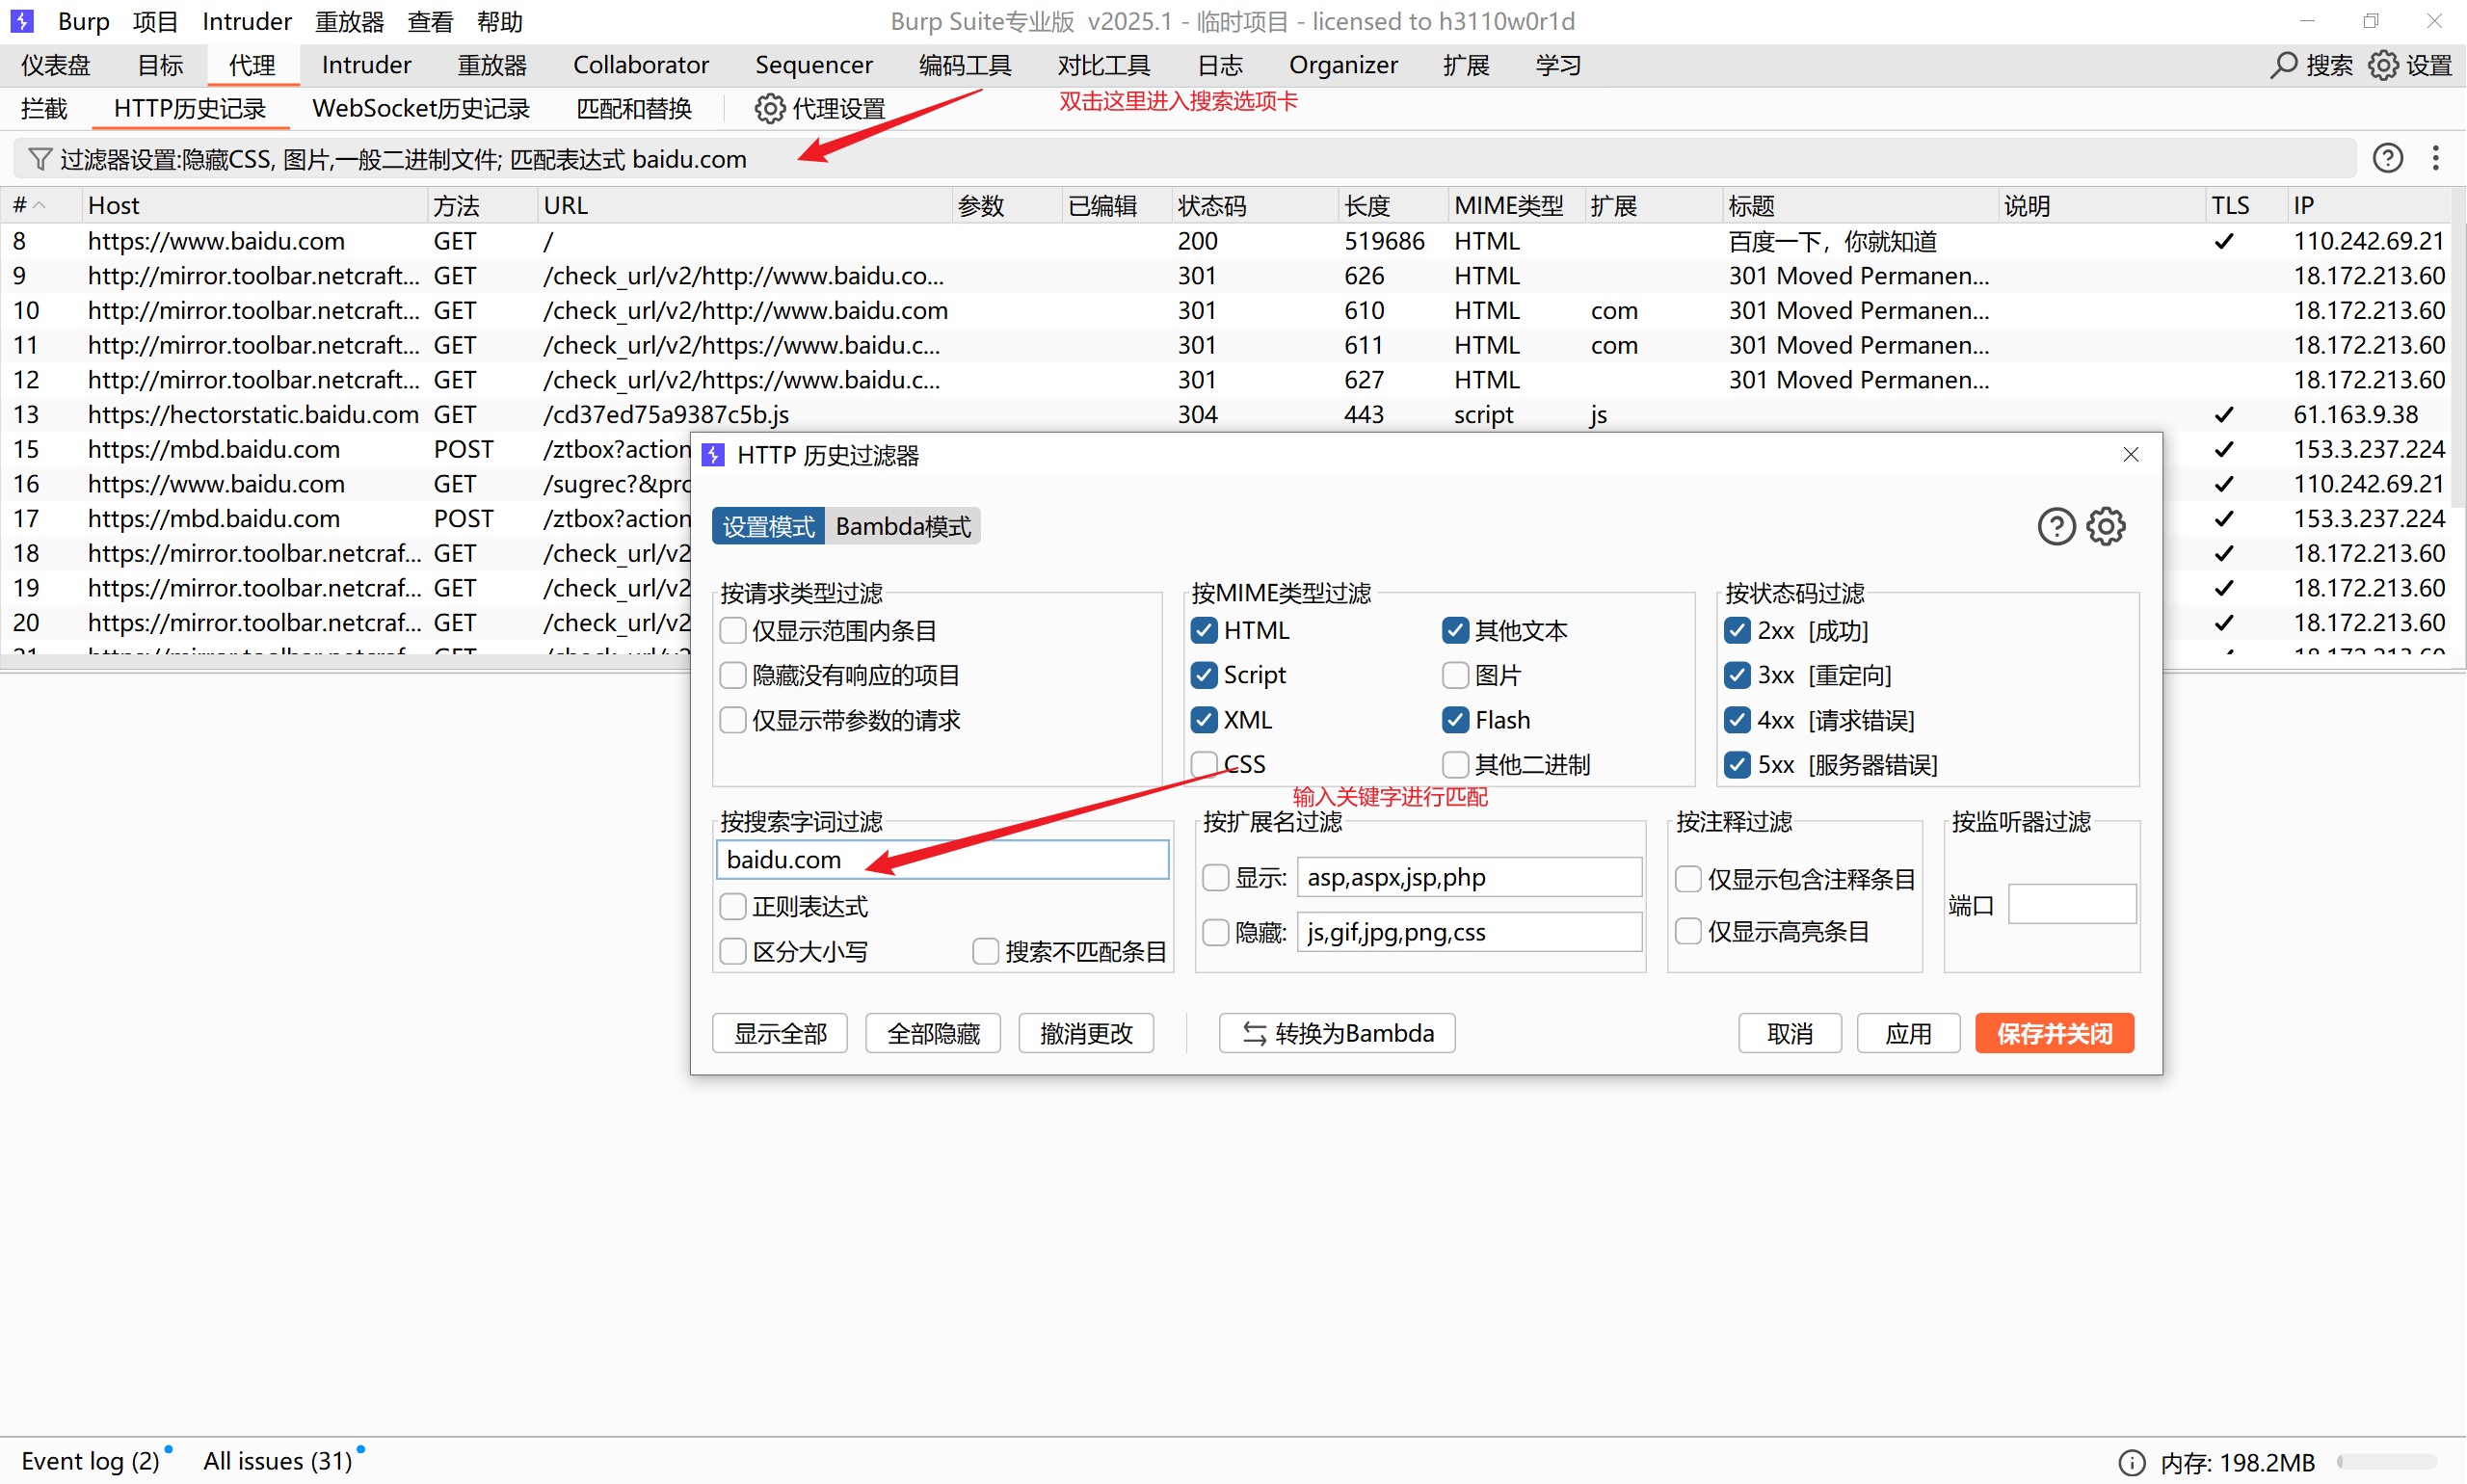 Burp 项目 Intruder 重放器 查看 帮助 Burp Suite专业版 v2025.1 - 临时项目 - licensed to h3110w0r1d
仪表盘 目标 代理 Intruder 重放器 Collaborator Sequencer 编码工具 对比工具 日志 Organizer 扩展 学习 搜索 设置
拦截 HTTP历史记录 WebSocket历史记录 匹配和替换 代理设置
双击这里进入搜索选项卡
过滤器设置:隐藏CSS, 图片,一般二进制文件; 匹配表达式 baidu.com
# Host 方法 URL 参数 已编辑 状态码 长度 MIME类型 扩展 标题 说明 TLS IP
8 https://www.baidu.com GET / 200 519686 HTML 百度一下，你就知道 ✓ 110.242.69.21
9 http://mirror.toolbar.netcraft... GET /check_url/v2/http://www.baidu.co... 301 626 HTML 301 Moved Permanen... 18.172.213.60
10 http://mirror.toolbar.netcraft... GET /check_url/v2/http://www.baidu.com 301 610 HTML com 301 Moved Permanen... 18.172.213.60
11 http://mirror.toolbar.netcraft... GET /check_url/v2/https://www.baidu.c... 301 611 HTML com 301 Moved Permanen... 18.172.213.60
12 http://mirror.toolbar.netcraft... GET /check_url/v2/https://www.baidu.c... 301 627 HTML 301 Moved Permanen... 18.172.213.60
13 https://hectorstatic.baidu.com GET /cd37ed75a9387c5b.js 304 443 script js ✓ 61.163.9.38
15 https://mbd.baidu.com POST /ztbox?action ✓ 153.3.237.224
16 https://www.baidu.com GET /sugrec?&pro ✓ 110.242.69.21
17 https://mbd.baidu.com POST /ztbox?action ✓ 153.3.237.224
18 https://mirror.toolbar.netcraf... GET /check_url/v2 ✓ 18.172.213.60
19 https://mirror.toolbar.netcraf... GET /check_url/v2 ✓ 18.172.213.60
20 https://mirror.toolbar.netcraf... GET /check_url/v2 ✓ 18.172.213.60
HTTP 历史过滤器
设置模式 Bambda模式
按请求类型过滤
仅显示范围内条目
隐藏没有响应的项目
仅显示带参数的请求
按MIME类型过滤
HTML 其他文本
Script 图片
XML Flash
CSS 其他二进制
按状态码过滤
2xx [成功]
3xx [重定向]
4xx [请求错误]
5xx [服务器错误]
输入关键字进行匹配
按搜索字词过滤
baidu.com
正则表达式
区分大小写 搜索不匹配条目
按扩展名过滤
显示: asp,aspx,jsp,php
隐藏: js,gif,jpg,png,css
按注释过滤
仅显示包含注释条目
仅显示高亮条目
按监听器过滤
端口
显示全部 全部隐藏 撤消更改 转换为Bambda 取消 应用 保存并关闭
Event log (2) All issues (31) 内存: 198.2MB